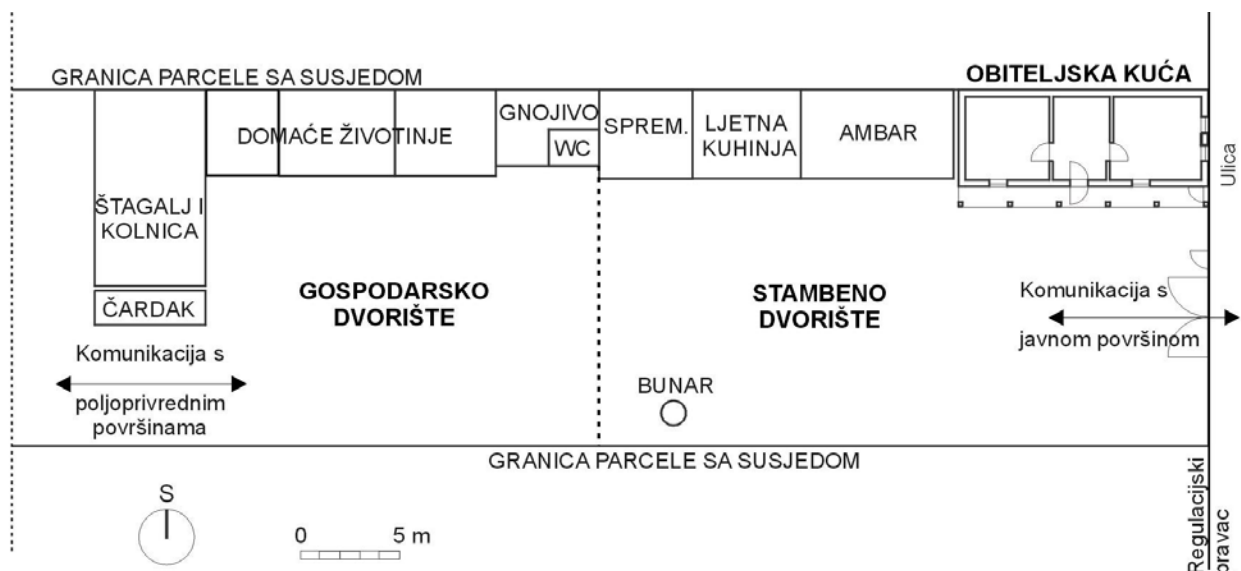 GRANICA PARCELE SA SUSJEDOM
OBITELJSKA KUĆA
DOMAĆE ŽIVOTINJE
GNOJIVO
WC
SPREM.
LJETNA
KUHINJA
AMBAR
Ulica
ŠTAGALJ I
KOLNICA
ČARDAK
GOSPODARSKO
DVORIŠTE
STAMBENO
DVORIŠTE
Komunikacija s
javnom površinom
Komunikacija s
poljoprivrednim
površinama
BUNAR
GRANICA PARCELE SA SUSJEDOM
Regulacijski
pravac
S
0 5 m